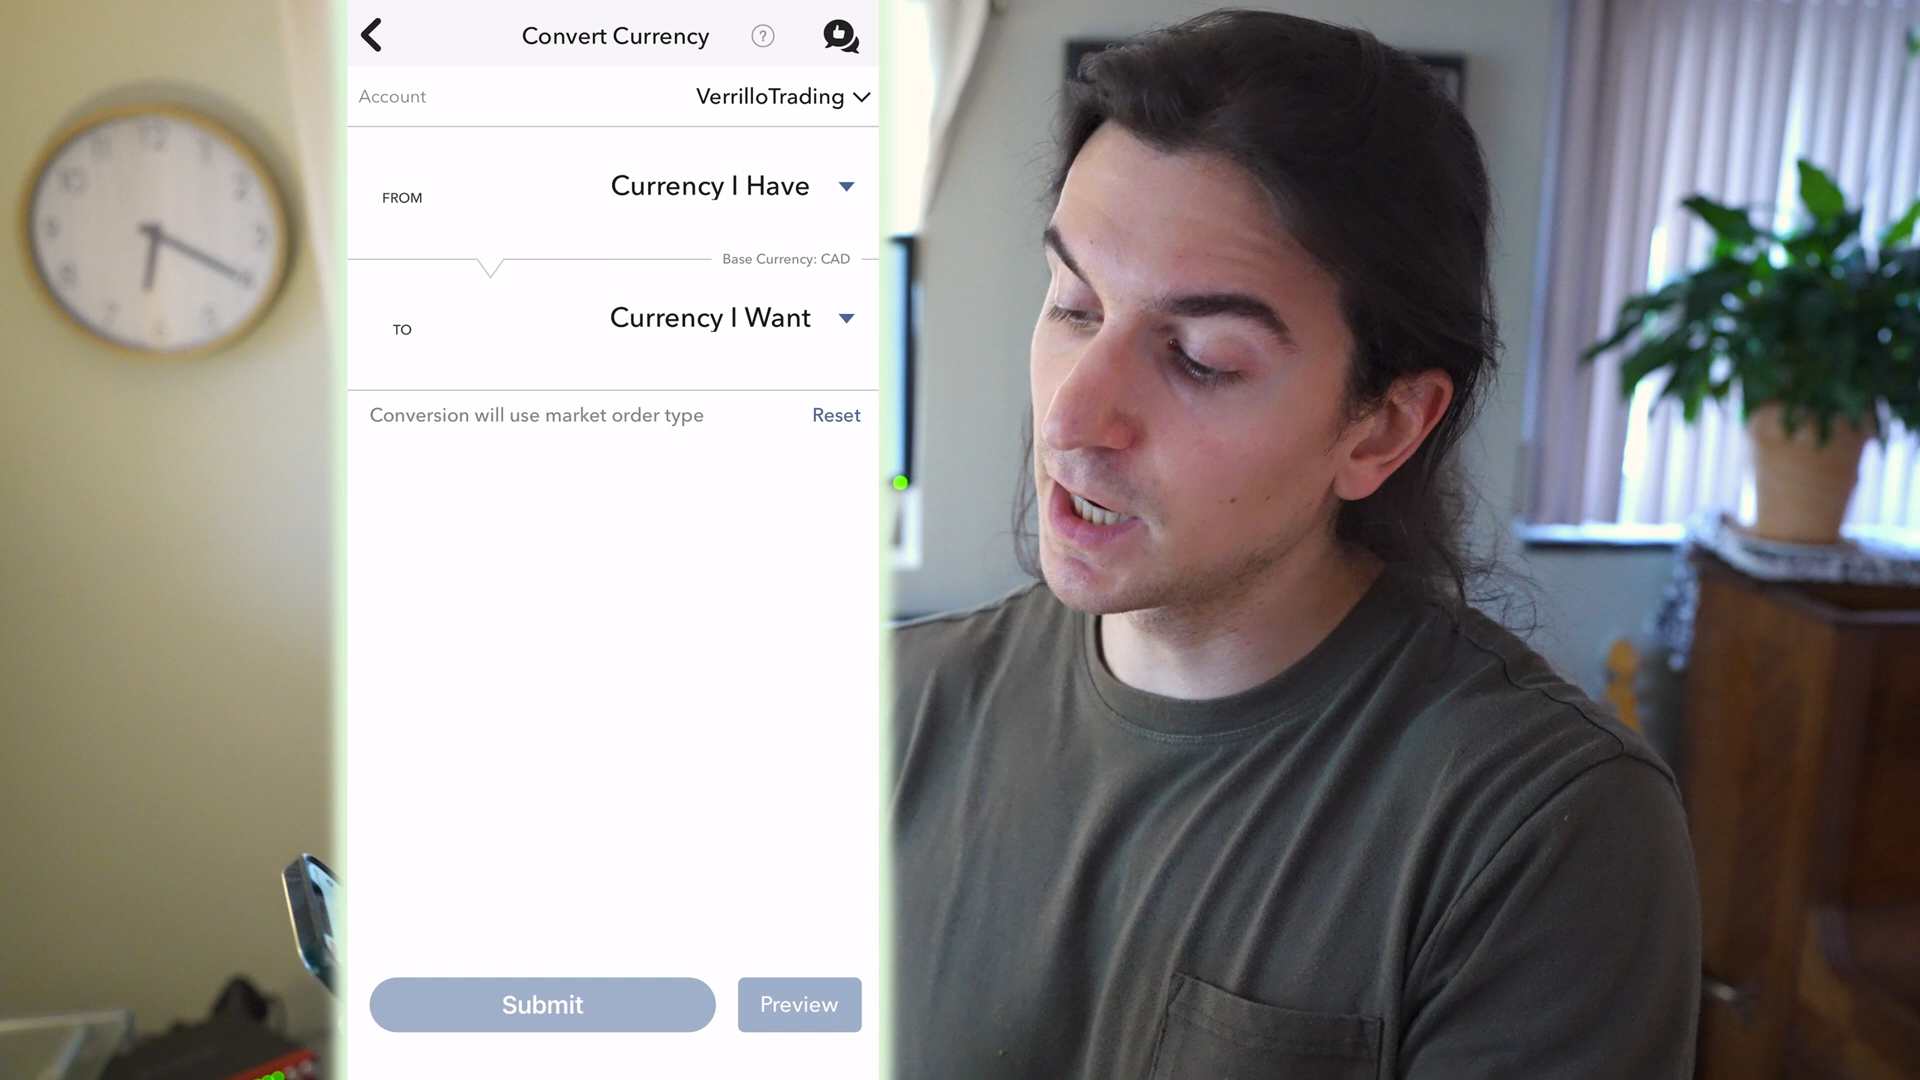 Convert Currency ?
Account VerrilloTrading
FROM Currency I Have
Base Currency: CAD
TO Currency I Want
Conversion will use market order type Reset
Submit Preview